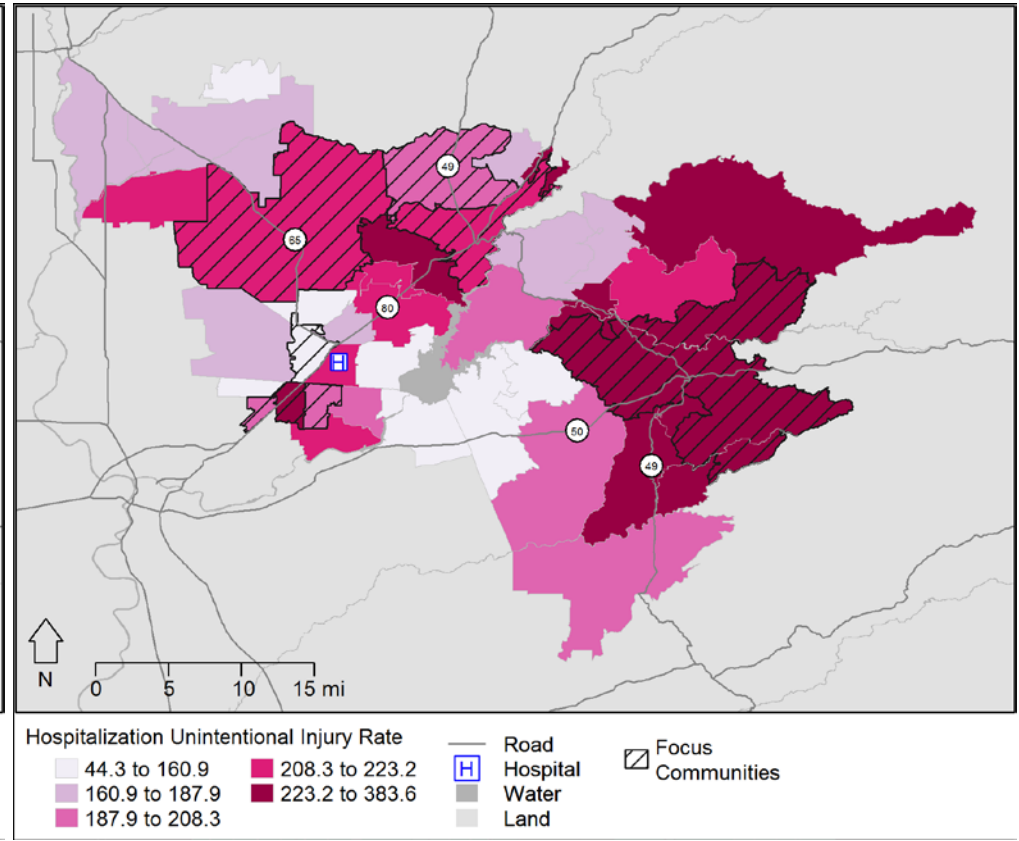 49
65
80
H
50
49
N
0 5 10 15 mi
Hospitalization Unintentional Injury Rate
44.3 to 160.9
160.9 to 187.9
187.9 to 208.3
208.3 to 223.2
223.2 to 383.6
Road
H Hospital
Water
Land
Focus
Communities